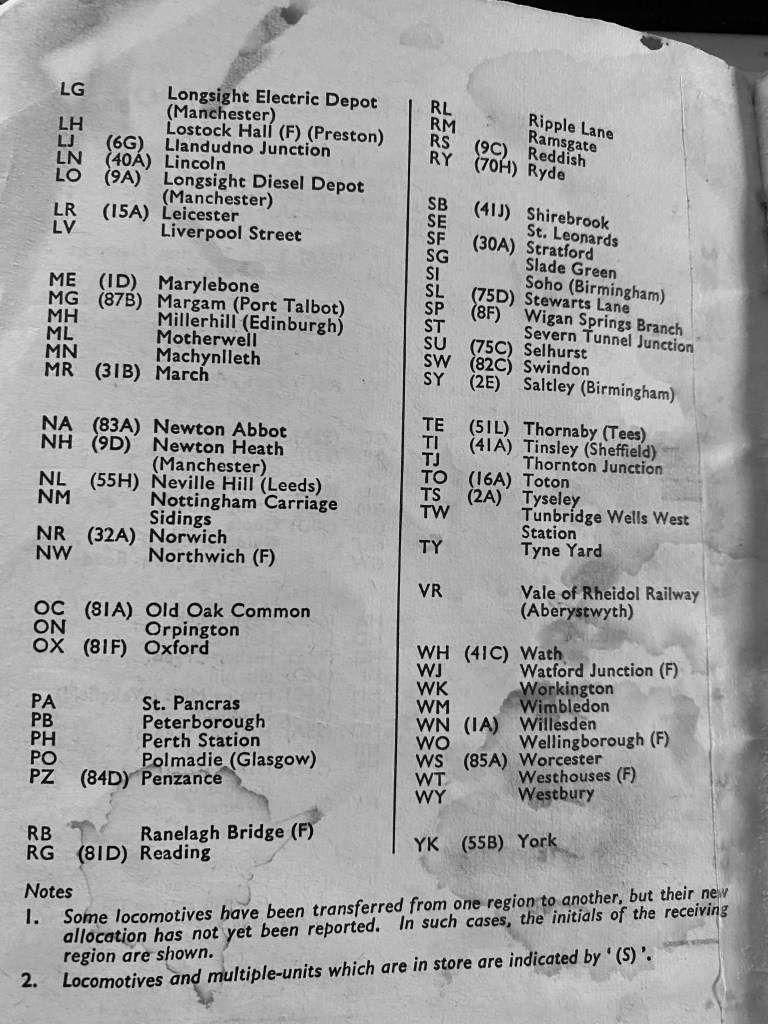 LG Longsight Electric Depot
(Manchester)
LH Lostock Hall (F) (Preston)
LJ (6G) Llandudno Junction
LN (40A) Lincoln
LO (9A) Longsight Diesel Depot
(Manchester)
LR (15A) Leicester
LV Liverpool Street
ME (1D) Marylebone
MG (87B) Margam (Port Talbot)
MH Millerhill (Edinburgh)
ML Motherwell
MN Machynlleth
MR (31B) March
NA (83A) Newton Abbot
NH (9D) Newton Heath
(Manchester)
NL (55H) Neville Hill (Leeds)
NM Nottingham Carriage
Sidings
NR (32A) Norwich
NW Northwich (F)
OC (81A) Old Oak Common
ON Orpington
OX (81F) Oxford
PA St. Pancras
PB Peterborough
PH Perth Station
PO Polmadie (Glasgow)
PZ (84D) Penzance
RB Ranelagh Bridge (F)
RG (81D) Reading
RL Ripple Lane
RM Ramsgate
RS (9C) Reddish
RY (70H) Ryde
SB (41J) Shirebrook
SE St. Leonards
SF (30A) Stratford
SG Slade Green
SI Soho (Birmingham)
SL (75D) Stewarts Lane
SP (8F) Wigan Springs Branch
ST Severn Tunnel Junction
SU (75C) Selhurst
SW (82C) Swindon
SY (2E) Saltley (Birmingham)
TE (51L) Thornaby (Tees)
TI (41A) Tinsley (Sheffield)
TJ Thornton Junction
TO (16A) Toton
TS (2A) Tyseley
TW Tunbridge Wells West
Station
TY Tyne Yard
VR Vale of Rheidol Railway
(Aberystwyth)
WH (41C) Wath
WJ Watford Junction (F)
WK Workington
WM Wimbledon
WN (1A) Willesden
WO Wellingborough (F)
WS (85A) Worcester
WT Westhouses (F)
WY Westbury
YK (55B) York
Notes
1. Some locomotives have been transferred from one region to another, but their new
allocation has not yet been reported. In such cases, the initials of the receiving
region are shown.
2. Locomotives and multiple-units which are in store are indicated by ‘ (S) ’.